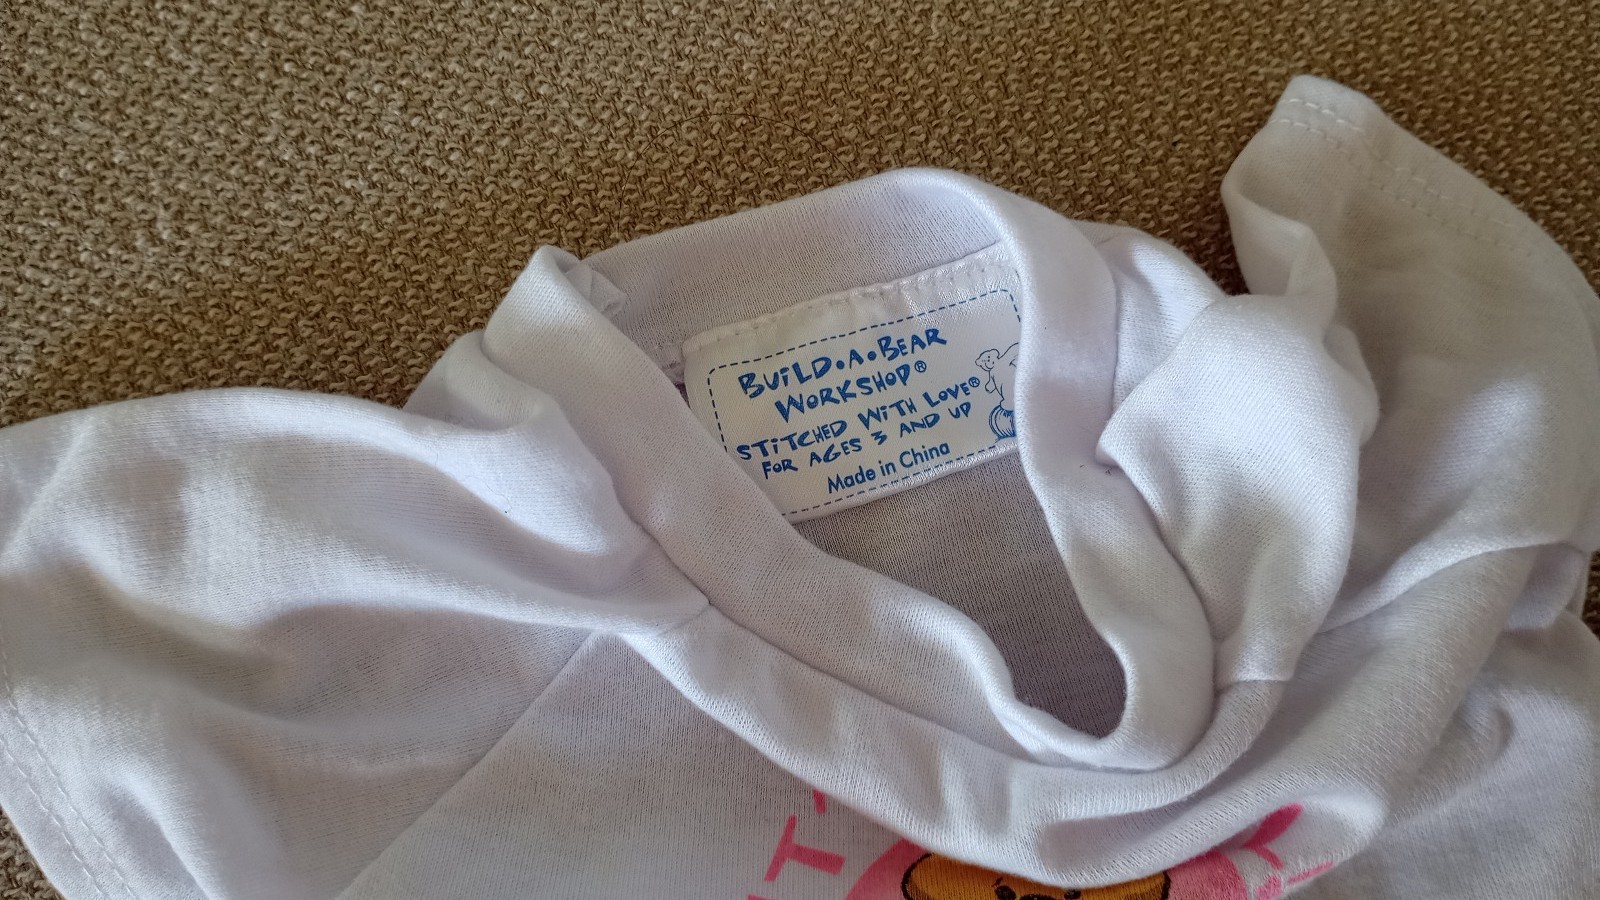 BUiLD•A•BEAR
WORKSHOP®
STiTCHED WiTH LOVE®
FOR AGES 3 AND UP
Made in China